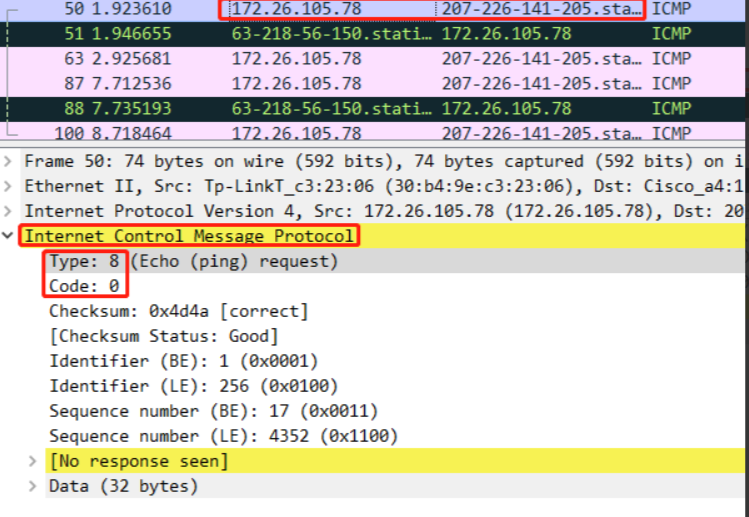 50 1.923610 172.26.105.78 207-226-141-205.sta… ICMP
51 1.946655 63-218-56-150.stati… 172.26.105.78 ICMP
63 2.925681 172.26.105.78 207-226-141-205.sta… ICMP
87 7.712536 172.26.105.78 207-226-141-205.sta… ICMP
88 7.735193 63-218-56-150.stati… 172.26.105.78 ICMP
100 8.718464 172.26.105.78 207-226-141-205.sta… ICMP
Frame 50: 74 bytes on wire (592 bits), 74 bytes captured (592 bits) on i
Ethernet II, Src: Tp-LinkT_c3:23:06 (30:b4:9e:c3:23:06), Dst: Cisco_a4:1
Internet Protocol Version 4, Src: 172.26.105.78 (172.26.105.78), Dst: 20
Internet Control Message Protocol
Type: 8 (Echo (ping) request)
Code: 0
Checksum: 0x4d4a [correct]
[Checksum Status: Good]
Identifier (BE): 1 (0x0001)
Identifier (LE): 256 (0x0100)
Sequence number (BE): 17 (0x0011)
Sequence number (LE): 4352 (0x1100)
[No response seen]
Data (32 bytes)